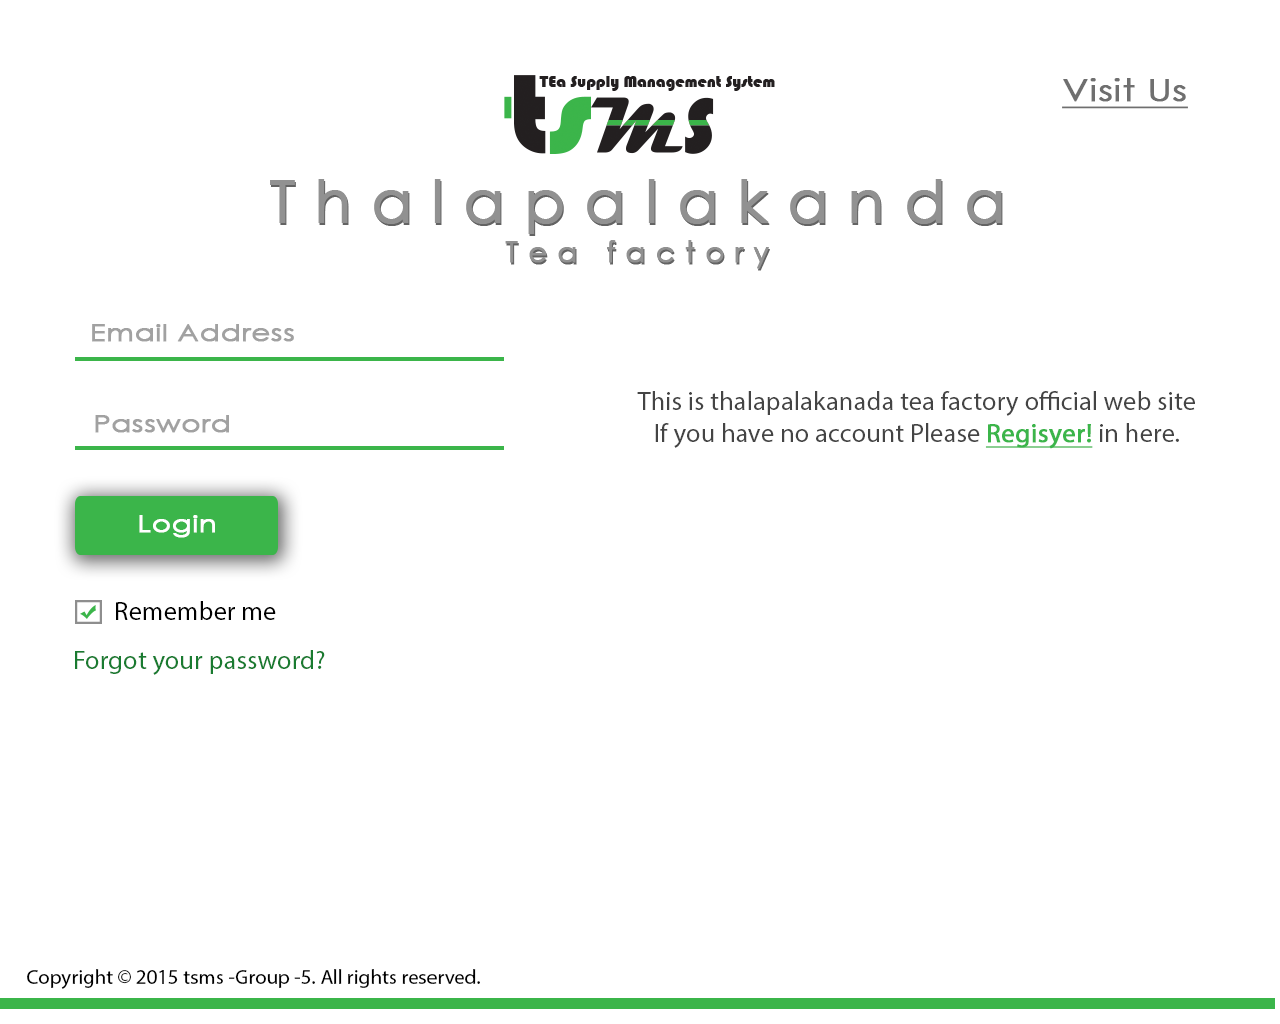 TEa Supply Management System
tsms
Visit Us
Thalapalakanda
Tea factory
Email Address
Password
This is thalapalakanada tea factory official web site
If you have no account Please Regisyer! in here.
Login
Remember me
Forgot your password?
Copyright © 2015 tsms -Group -5. All rights reserved.